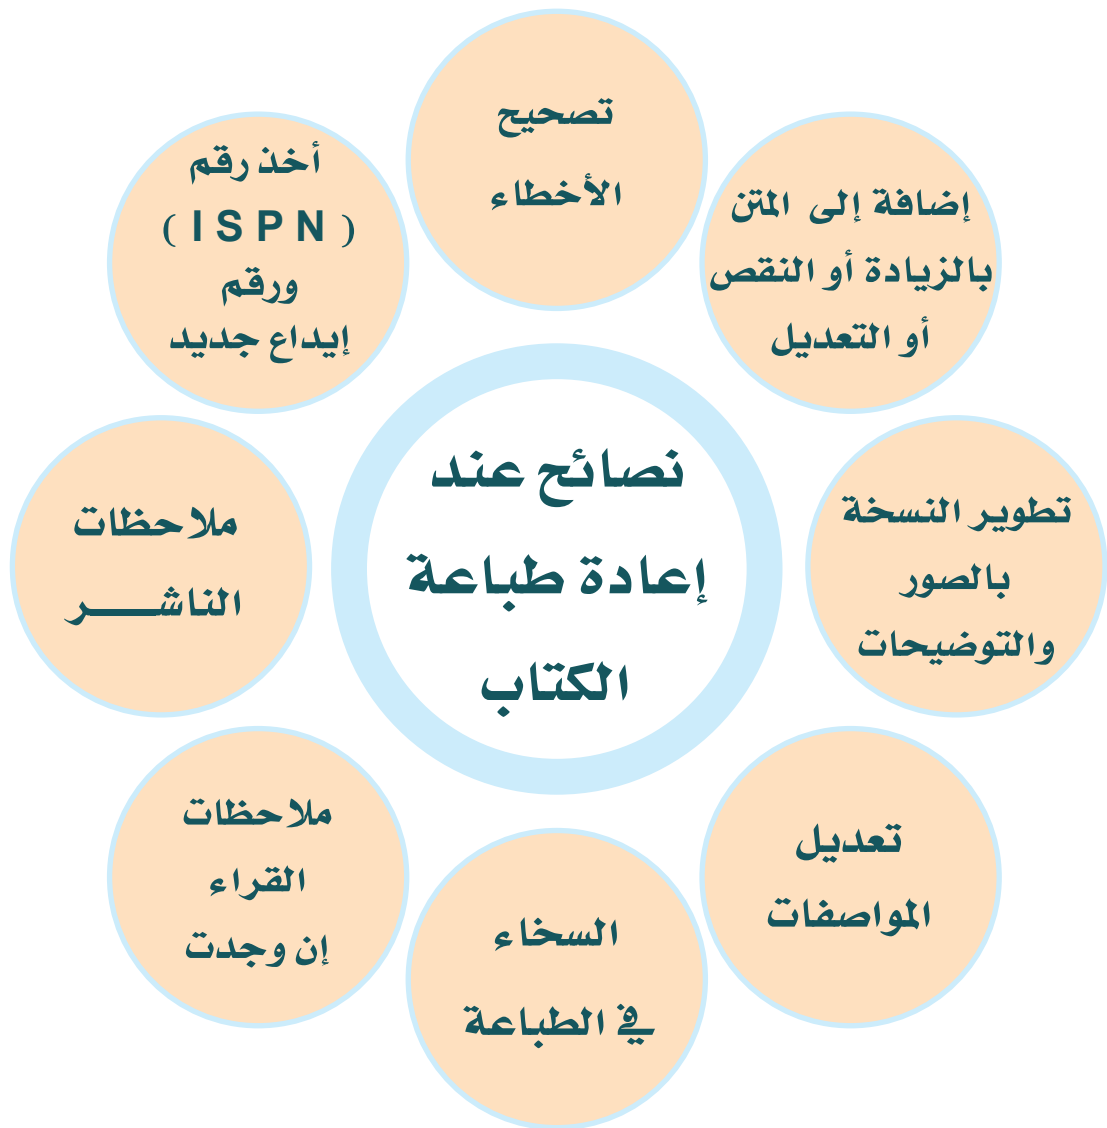 نصائح عند
إعادة طباعة
الكتاب
تصحيح
الأخطاء
إضافة إلى المتن
بالزيادة أو النقص
أو التعديل
تطوير النسخة
بالصور
والتوضيحات
تعديل
المواصفات
السخاء
في الطباعة
ملاحظات
القراء
إن وجدت
ملاحظات
الناشـــــر
أخذ رقم
( I S P N )
ورقم
إيداع جديد